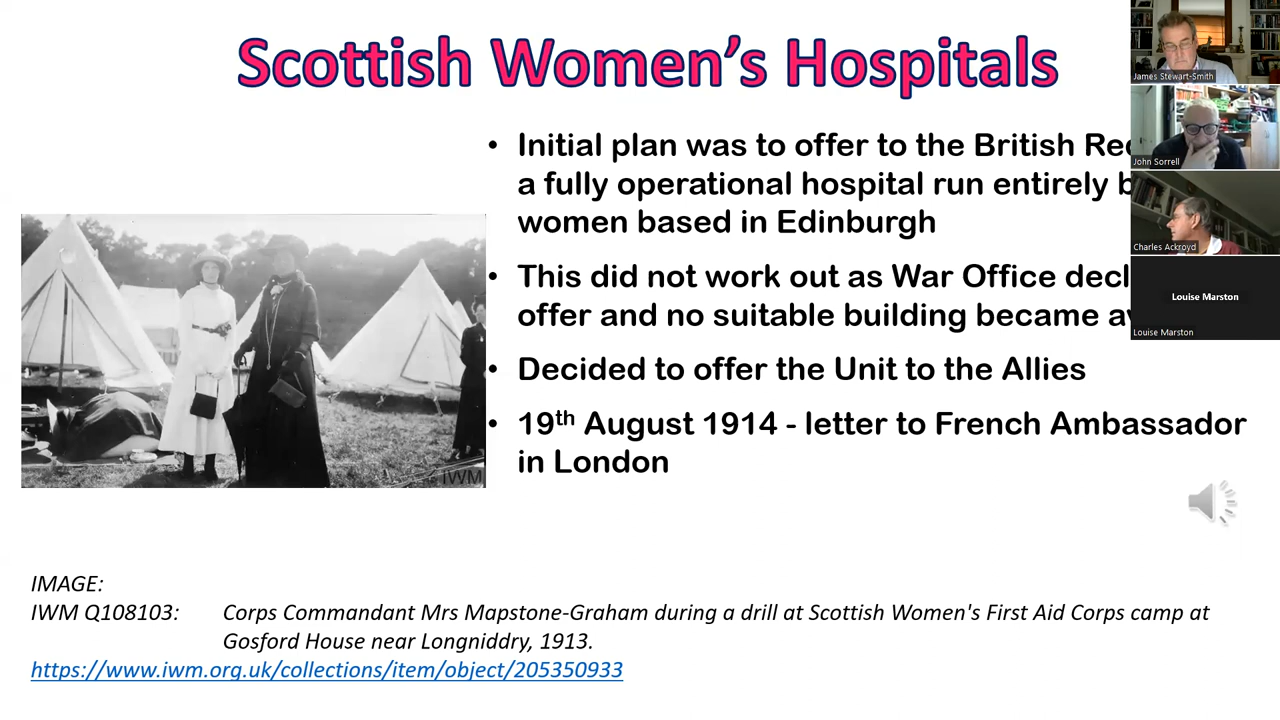 Scottish Women's Hospitals
• Initial plan was to offer to the British
a fully operational hospital run entirely
women based in Edinburgh
• This did not work out as War Office
offer and no suitable building became
• Decided to offer the Unit to the Allies
• 19th August 1914 - letter to French Ambassador
in London
IWM
IMAGE:
IWM Q108103: Corps Commandant Mrs Mapstone-Graham during a drill at Scottish Women's First Aid Corps camp at
Gosford House near Longniddry, 1913.
https://www.iwm.org.uk/collections/item/object/205350933
James Stewart-Smith
John Sorrell
Charles Ackroyd
Louise Marston
Louise Marston